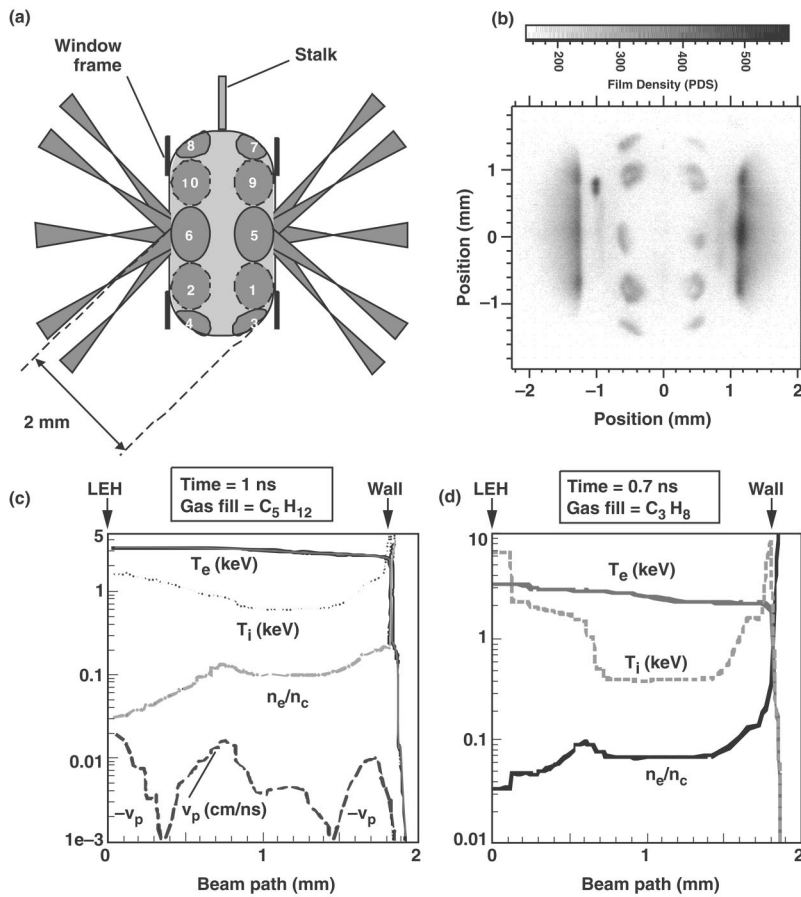 (a)
Window
frame
Stalk
8
7
10
9
6
5
2
1
4
3
2 mm
(b)
200
300
400
500
Film Density (PDS)
Position (mm)
1
0
–1
–2
–1
0
1
2
Position (mm)
(c)
LEH
Time = 1 ns
Gas fill = C5 H12
Wall
5
1
0.1
0.01
1e–3
Te (keV)
Ti (keV)
ne/nc
–vp
vp (cm/ns)
–vp
0
1
2
Beam path (mm)
(d)
LEH
Time = 0.7 ns
Gas fill = C3 H8
Wall
10
1
0.1
0.01
Te (keV)
Ti (keV)
ne/nc
0
1
2
Beam path (mm)